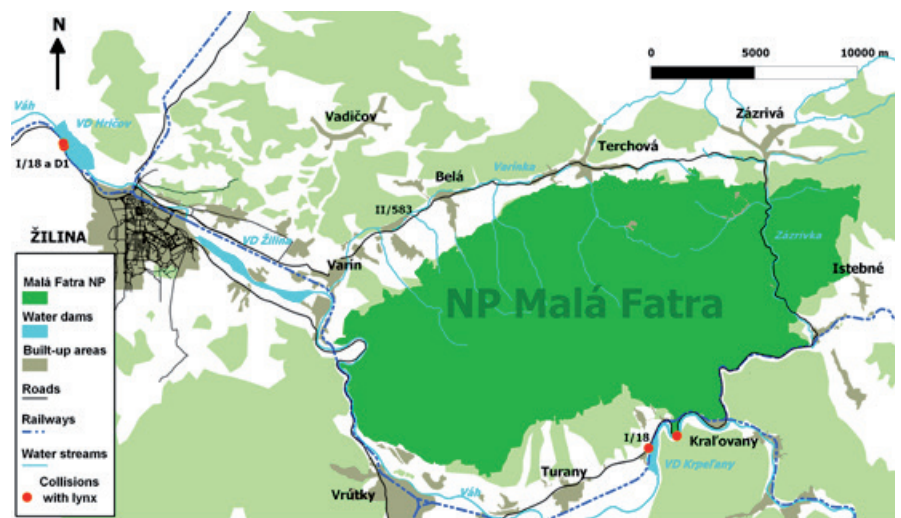 N
0 5000 10000 m
Váh
VD Hričov
I/18 a D1
Vadičov
Zázrivá
Terchová
Varínka
Belá
II/583
ŽILINA
VD Žilina
Varín
Zázrivka
Istebné
NP Malá Fatra
Malá Fatra NP
Water dams
Built-up areas
Roads
Railways
Water streams
Collisions
with lynx
I/18
Kraľovany
VD Krpeľany
Turany
Vrútky
Váh